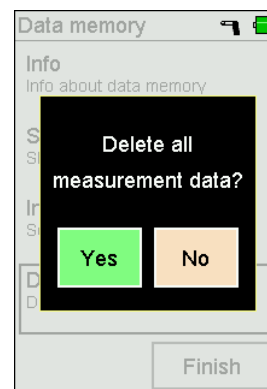 Data memory
Info
Info about data memory
Delete all
measurement data?
Yes
No
Finish